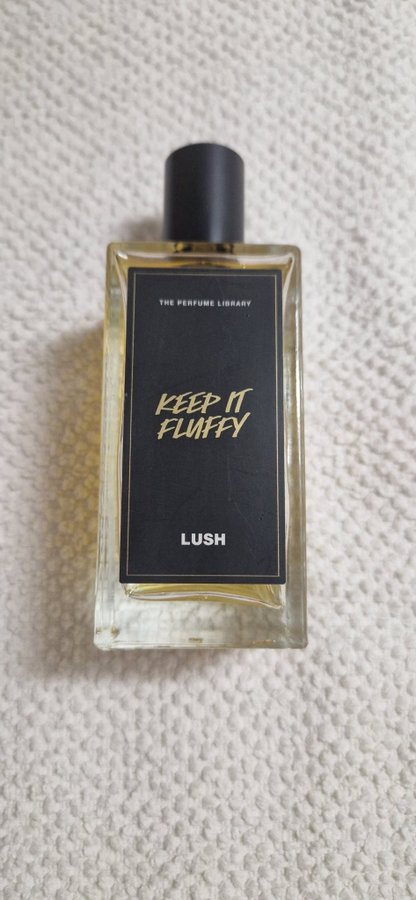 THE PERFUME LIBRARY
KEEP IT
FLUFFY
LUSH